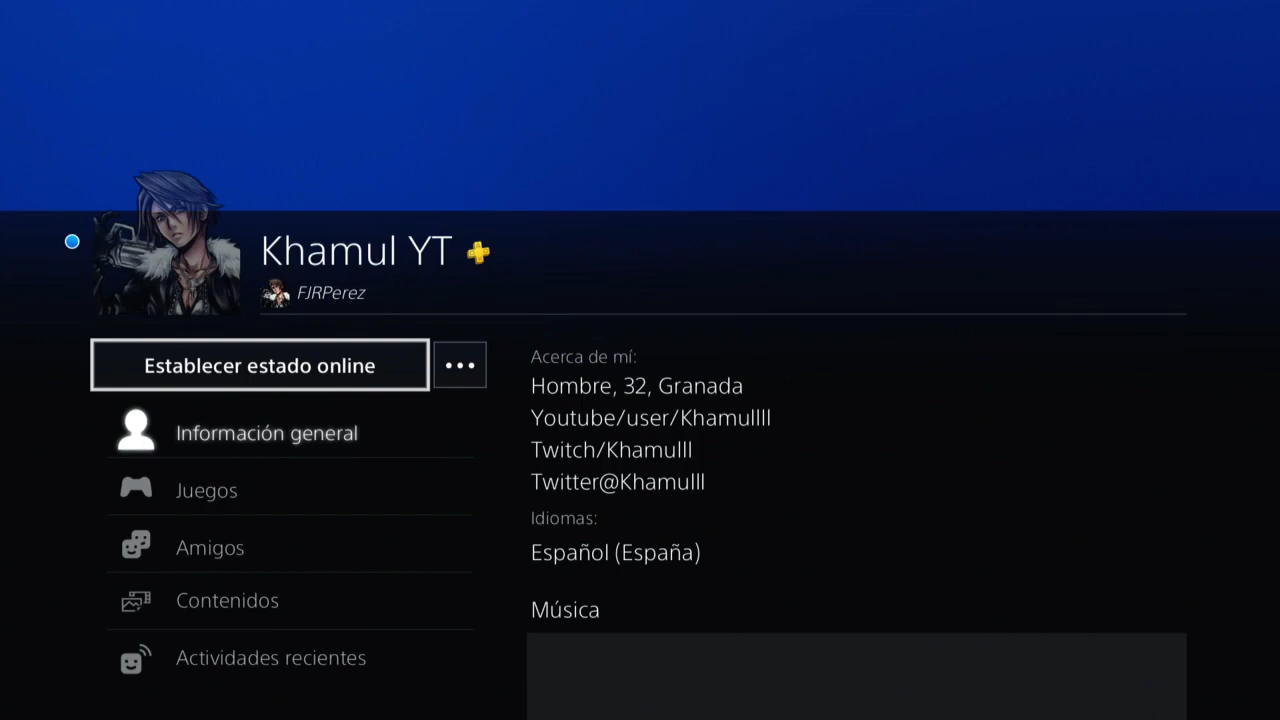 Khamul YT
FJRPerez
Establecer estado online
Información general
Juegos
Amigos
Contenidos
Actividades recientes
Acerca de mí:
Hombre, 32, Granada
Youtube/user/Khamullll
Twitch/Khamulll
Twitter@Khamulll
Idiomas:
Español (España)
Música